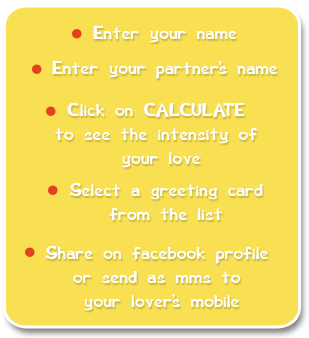 • Enter your name
• Enter your partner's name
• Click on CALCULATE
to see the intensity of
your love
• Select a greeting card
from the list
• Share on facebook profile
or send as mms to
your lover's mobile